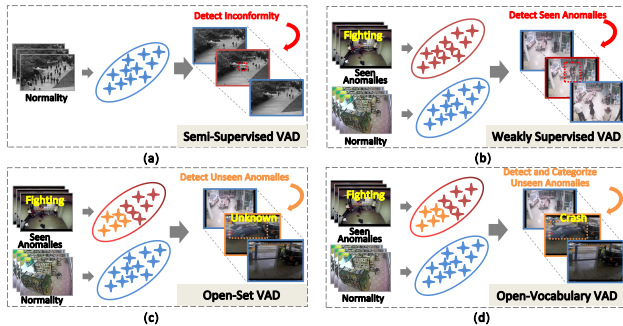 Detect Inconformity
Normality
Semi-Supervised VAD
(a)
Detect Seen Anomalies
Fighting
Seen
Anomalies
Normality
Weakly Supervised VAD
(b)
Detect Unseen Anomalies
Fighting
Unknown
Seen
Anomalies
Normality
Open-Set VAD
(c)
Detect and Categorize
Unseen Anomalies
Fighting
Crash
Seen
Anomalies
Normality
Open-Vocabulary VAD
(d)